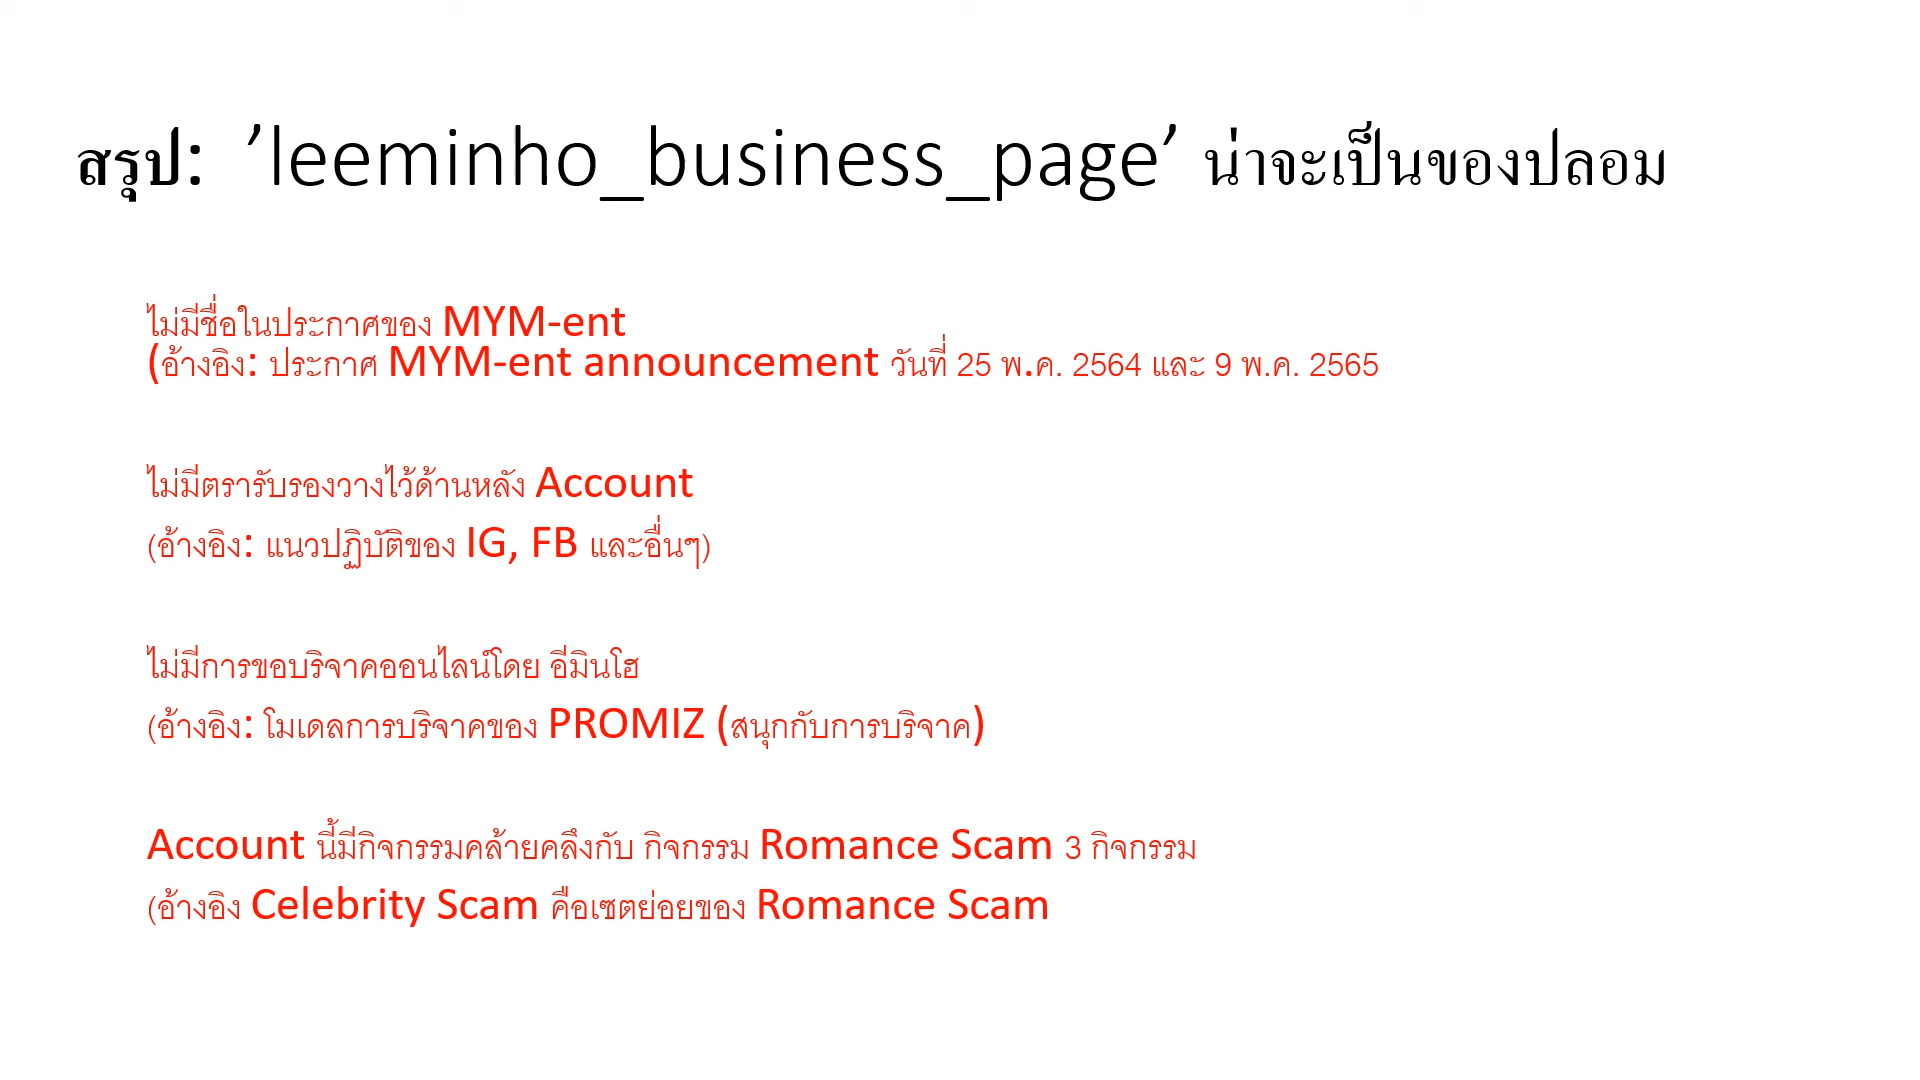 สรุป: ’leeminho_business_page’ น่าจะเป็นของปลอม
ไม่มีชื่อในประกาศของ MYM-ent
(อ้างอิง: ประกาศ MYM-ent announcement วันที่ 25 พ.ค. 2564 และ 9 พ.ค. 2565
ไม่มีตรารับรองวางไว้ด้านหลัง Account
(อ้างอิง: แนวปฏิบัติของ IG, FB และอื่นๆ)
ไม่มีการขอบริจาคออนไลน์โดย อีมินโฮ
(อ้างอิง: โมเดลการบริจาคของ PROMIZ (สนุกกับการบริจาค)
Account นี้มีกิจกรรมคล้ายคลึงกับ กิจกรรม Romance Scam 3 กิจกรรม
(อ้างอิง Celebrity Scam คือเซตย่อยของ Romance Scam